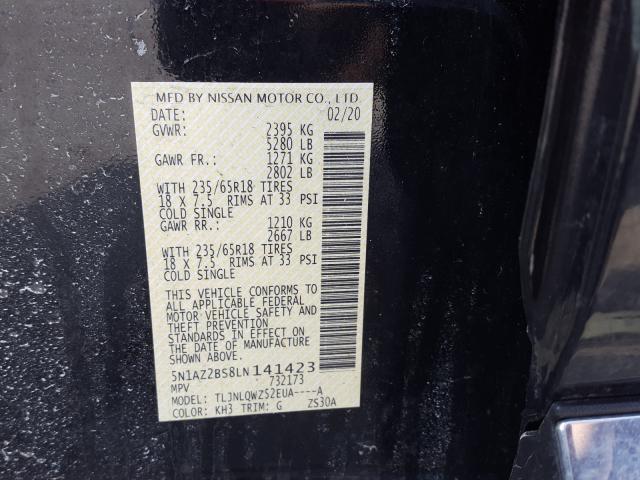 MFD BY NISSAN MOTOR CO., LTD
DATE: 02/20
GVWR: 2395 KG
5280 LB
GAWR FR.: 1271 KG
2802 LB
WITH 235/65R18 TIRES
18 X 7.5 RIMS AT 33 PSI
COLD SINGLE
GAWR RR.: 1210 KG
2667 LB
WITH 235/65R18 TIRES
18 X 7.5 RIMS AT 33 PSI
COLD SINGLE
THIS VEHICLE CONFORMS TO
ALL APPLICABLE FEDERAL
MOTOR VEHICLE SAFETY AND
THEFT PREVENTION
STANDARDS IN EFFECT ON
THE DATE OF MANUFACTURE
SHOWN ABOVE.
5N1AZ2BS8LN141423
MPV 732173
MODEL: TLJNLQWZS2EUA----A
COLOR: KH3 TRIM: G ZS30A